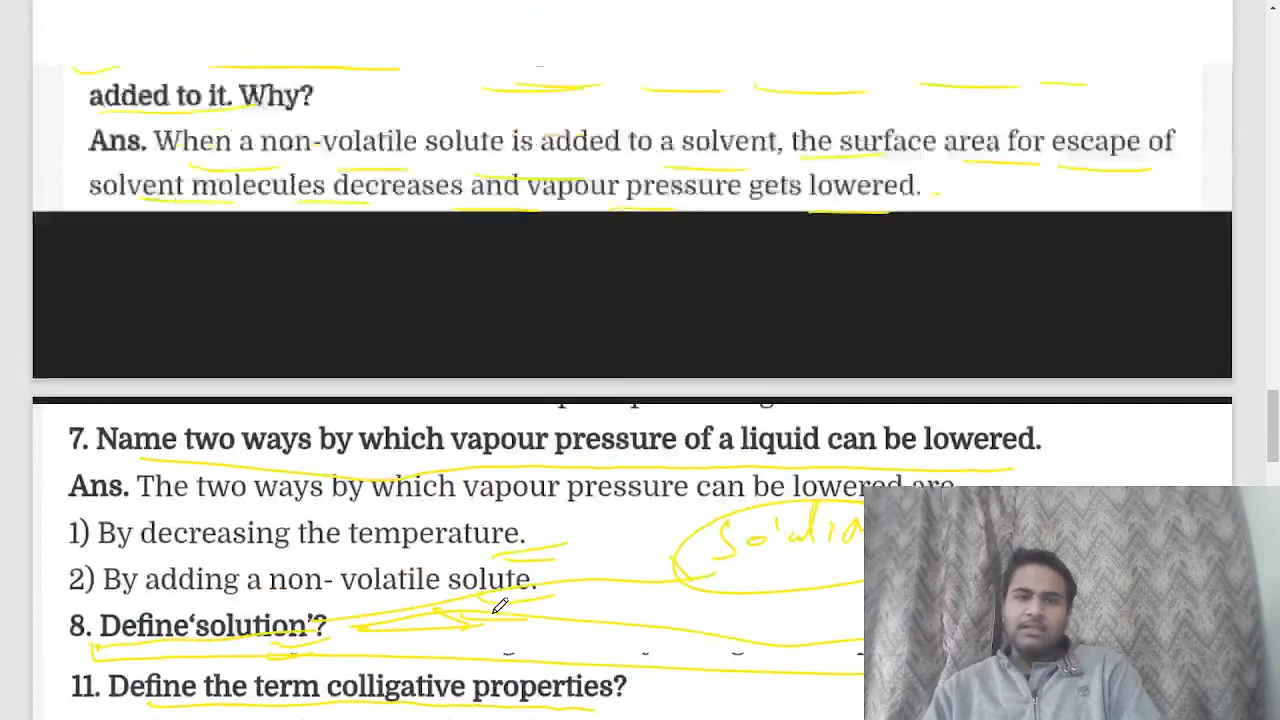 added to it. Why?
Ans. When a non-volatile solute is added to a solvent, the surface area for escape of
solvent molecules decreases and vapour pressure gets lowered.
7. Name two ways by which vapour pressure of a liquid can be lowered.
Ans. The two ways by which vapour pressure can be lowered are
1) By decreasing the temperature.
2) By adding a non- volatile solute.
8. Define‘solution’?
11. Define the term colligative properties?